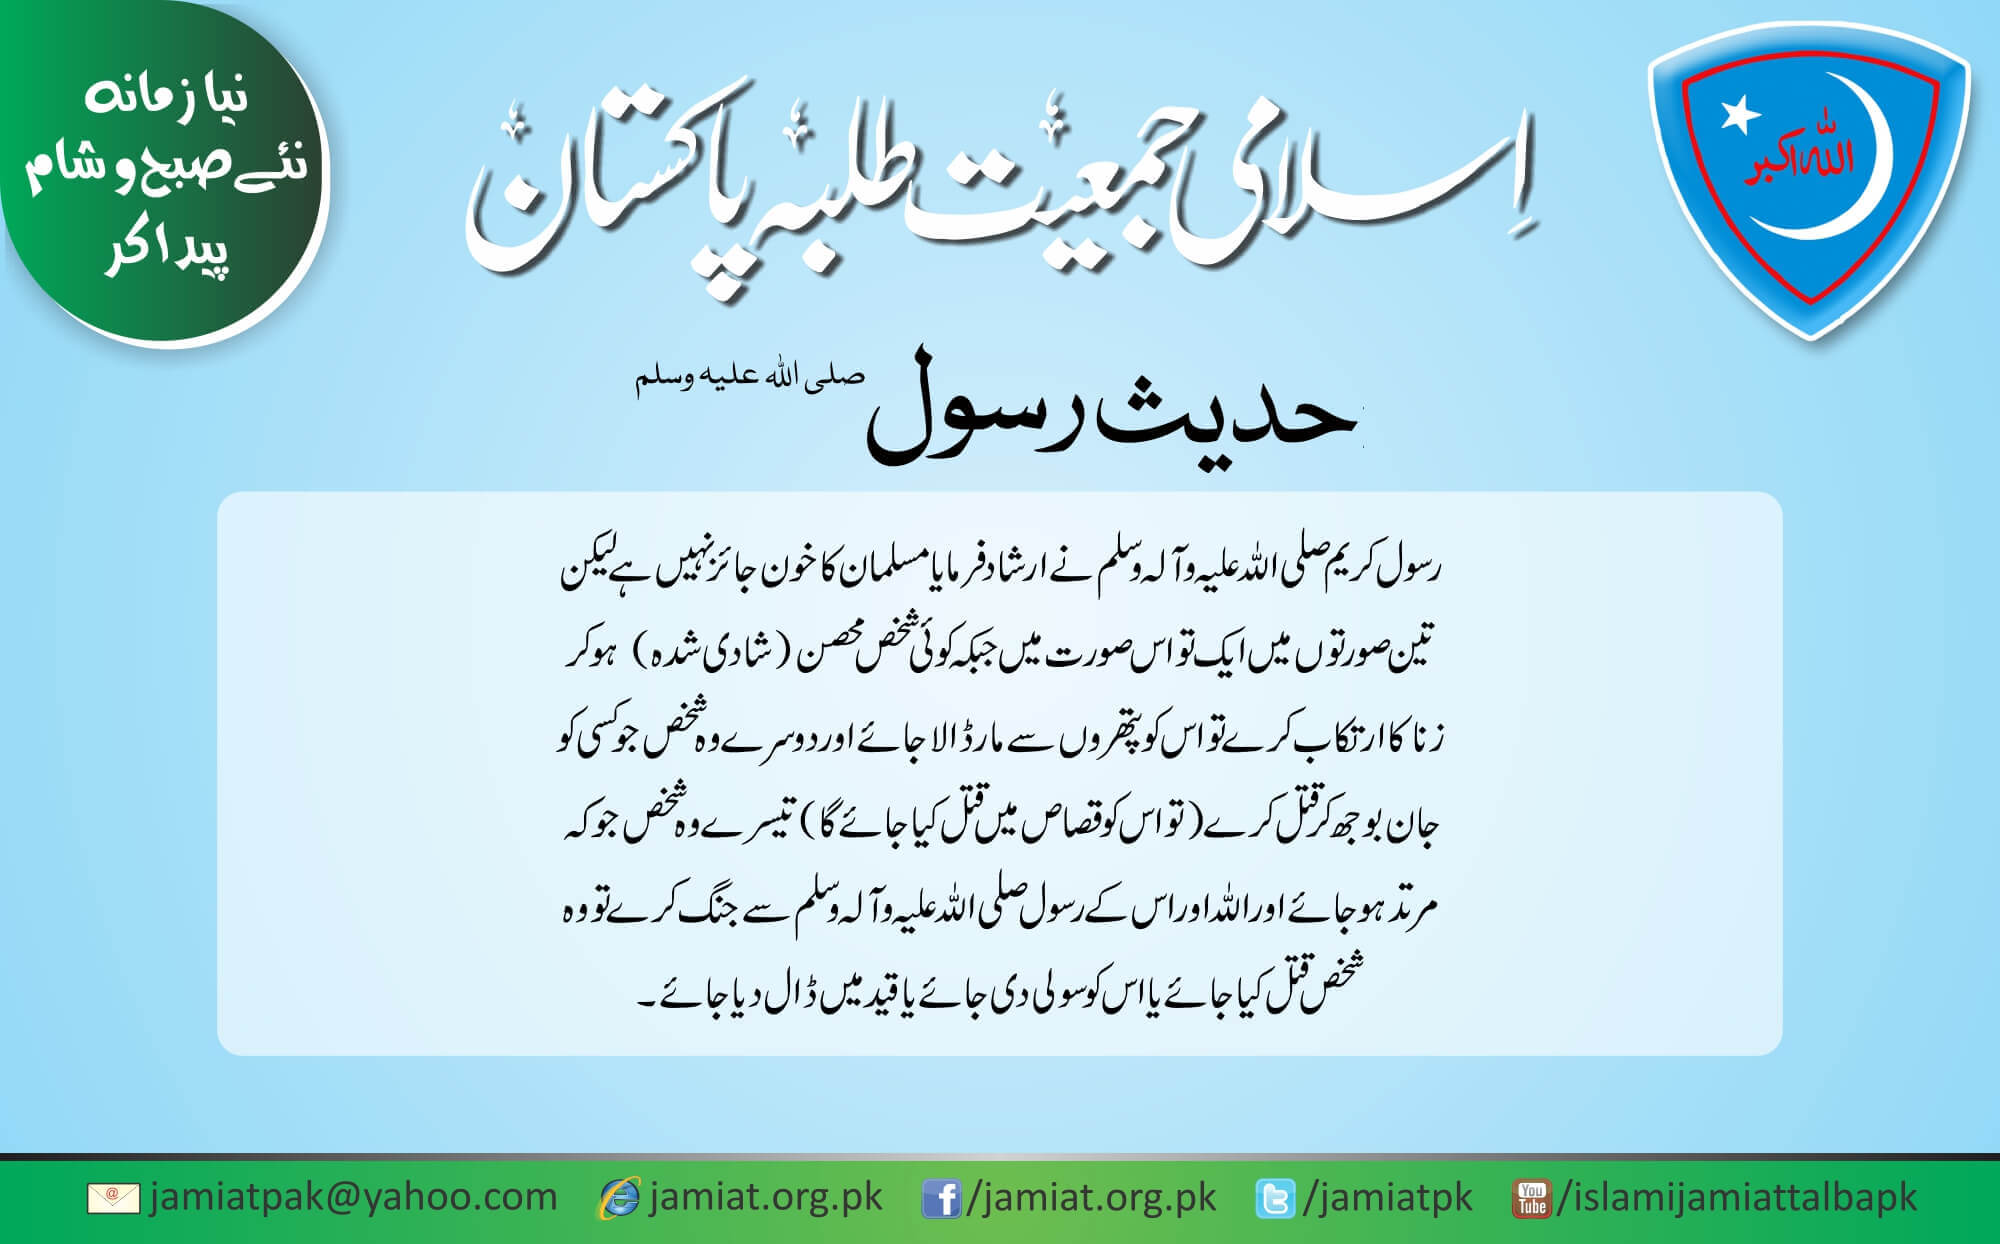 نیا زمانہ
نئے صبح و شام
پیدا کر
اِسلامی جمعیت طلبہ پاکستان
اللہ اکبر
حدیث رسول صلی اللہ علیہ وسلم
رسول کریم صلی اللہ علیہ وآلہ وسلم نے ارشاد فرمایا مسلمان کا خون جائز نہیں ہے لیکن
تین صورتوں میں ایک تو اس صورت میں جبکہ کوئی شخص محصن (شادی شدہ) ہو کر
زنا کا ارتکاب کرے تو اس کو پتھروں سے مار ڈالا جائے اور دوسرے وہ شخص جو کسی کو
جان بوجھ کر قتل کرے (تو اس کو قصاص میں قتل کیا جائے گا) تیسرے وہ شخص جو کہ
مرتد ہو جائے اور اللہ اور اس کے رسول صلی اللہ علیہ وآلہ وسلم سے جنگ کرے تو وہ
شخص قتل کیا جائے یا اس کو سولی دی جائے یا قید میں ڈال دیا جائے۔
jamiatpak@yahoo.com jamiat.org.pk /jamiat.org.pk /jamiatpk /islamijamiattalbapk